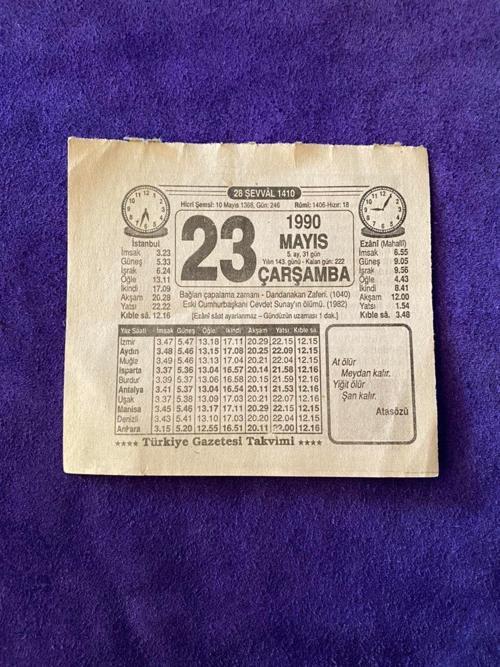 28 ŞEVVÂL 1410
Hicrî Şemsî: 10 Mayıs 1368, Gün: 246 Rûmî: 1406-Hızır: 18
23
1990
MAYIS
5. ay, 31 gün
Yılın 143. günü - Kalan gün: 222
ÇARŞAMBA
Bağları çapalama zamanı - Dandanakan Zaferi. (1040)
Eski Cumhurbaşkanı Cevdet Sunay'ın ölümü. (1982)
[Ezânî sâat ayarlanmaz – Gündüzün uzaması 1 dak.]
İstanbul
İmsak 3.23
Güneş 5.33
İşrak 6.24
Öğle 13.11
İkindi 17.09
Akşam 20.28
Yatsı 22.22
Kıble sâ. 12.16
Ezânî (Mahallî)
İmsak 6.55
Güneş 9.05
İşrak 9.56
Öğle 4.43
İkindi 8.41
Akşam 12.00
Yatsı 1.54
Kıble sâ. 3.48
Yaz Sâati İmsak Güneş Öğle İkindi Akşam Yatsı Kıble sâ.
İzmir 3.47 5.47 13.18 17.11 20.29 22.15 12.15
Aydın 3.48 5.46 13.15 17.08 20.25 22.09 12.15
Muğla 3.49 5.46 13.13 17.04 20.21 22.04 12.15
Isparta 3.37 5.36 13.04 16.57 20.14 21.58 12.16
Burdur 3.39 5.37 13.06 16.58 20.15 21.59 12.16
Antalya 3.41 5.37 13.04 16.54 20.11 21.53 12.16
Uşak 3.37 5.38 13.09 17.03 20.21 22.07 12.16
Manisa 3.45 5.46 13.17 17.11 20.29 22.15 12.15
Denizli 3.43 5.41 13.10 17.03 20.20 22.04 12.15
Ankara 3.15 5.20 12.55 16.51 20.11 22.00 12.16
At ölür
Meydan kalır.
Yiğit ölür
Şan kalır.
Atasözü
**** Türkiye Gazetesi Takvimi ****